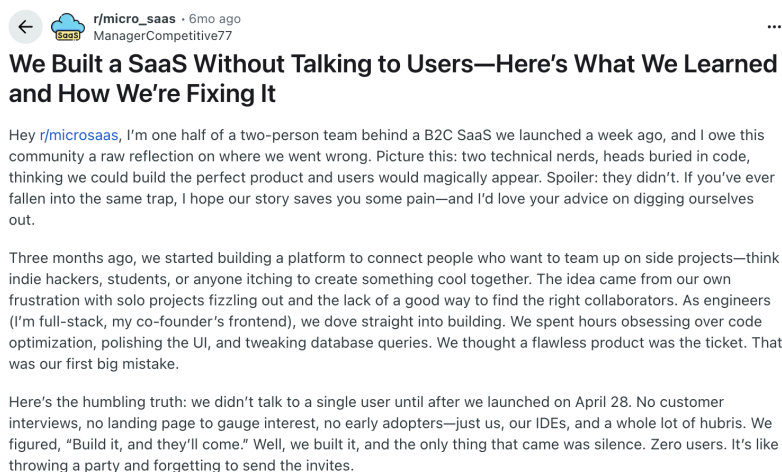 r/micro_saas • 6mo ago
SaaS
ManagerCompetitive77
We Built a SaaS Without Talking to Users—Here's What We Learned
and How We're Fixing It
Hey r/microsaas, I'm one half of a two-person team behind a B2C SaaS we launched a week ago, and I owe this
community a raw reflection on where we went wrong. Picture this: two technical nerds, heads buried in code,
thinking we could build the perfect product and users would magically appear. Spoiler: they didn't. If you've ever
fallen into the same trap, I hope our story saves you some pain—and I'd love your advice on digging ourselves
out.
Three months ago, we started building a platform to connect people who want to team up on side projects—think
indie hackers, students, or anyone itching to create something cool together. The idea came from our own
frustration with solo projects fizzling out and the lack of a good way to find the right collaborators. As engineers
(I'm full-stack, my co-founder's frontend), we dove straight into building. We spent hours obsessing over code
optimization, polishing the UI, and tweaking database queries. We thought a flawless product was the ticket. That
was our first big mistake.
Here's the humbling truth: we didn't talk to a single user until after we launched on April 28. No customer
interviews, no landing page to gauge interest, no early adopters—just us, our IDEs, and a whole lot of hubris. We
figured, "Build it, and they'll come." Well, we built it, and the only thing that came was silence. Zero users. It's like
throwing a party and forgetting to send the invites.